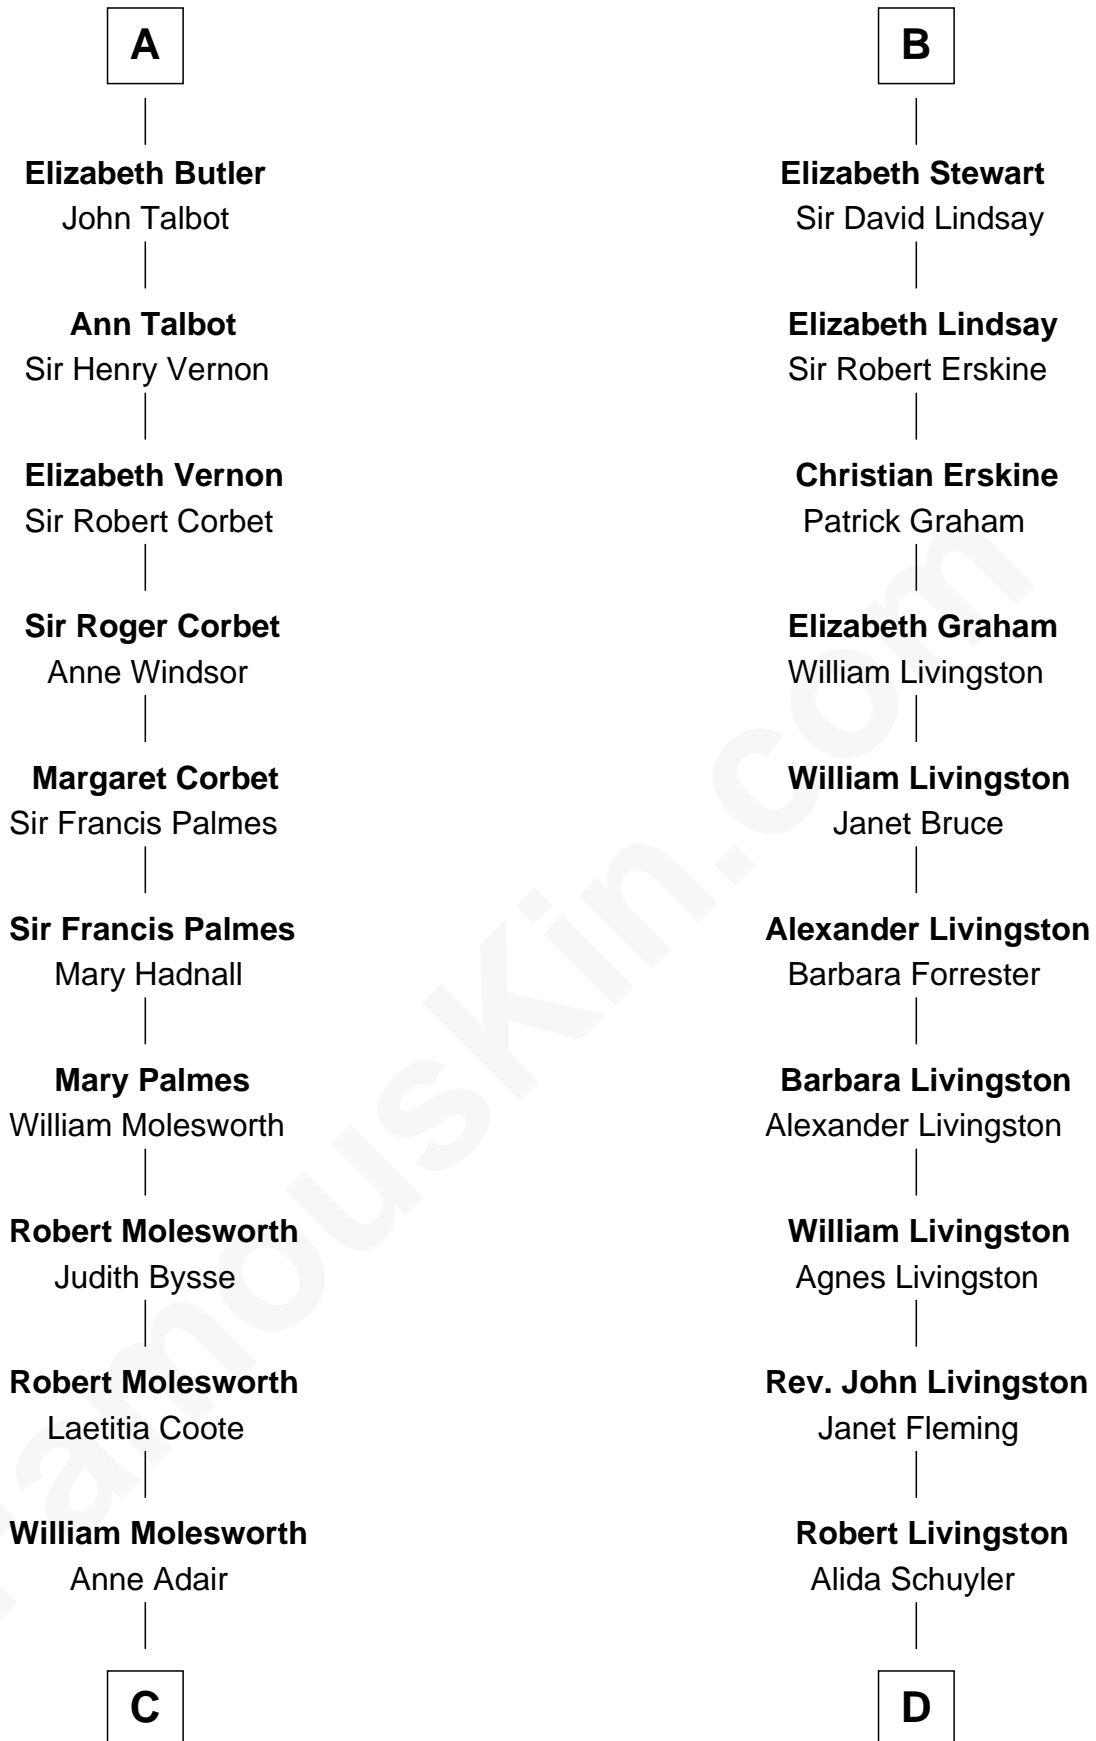 A
Elizabeth Butler
John Talbot
Ann Talbot
Sir Henry Vernon
Elizabeth Vernon
Sir Robert Corbet
Sir Roger Corbet
Anne Windsor
Margaret Corbet
Sir Francis Palmes
Sir Francis Palmes
Mary Hadnall
Mary Palmes
William Molesworth
Robert Molesworth
Judith Bysse
Robert Molesworth
Laetitia Coote
William Molesworth
Anne Adair
C
B
Elizabeth Stewart
Sir David Lindsay
Elizabeth Lindsay
Sir Robert Erskine
Christian Erskine
Patrick Graham
Elizabeth Graham
William Livingston
William Livingston
Janet Bruce
Alexander Livingston
Barbara Forrester
Barbara Livingston
Alexander Livingston
William Livingston
Agnes Livingston
Rev. John Livingston
Janet Fleming
Robert Livingston
Alida Schuyler
D
FamousKin.com